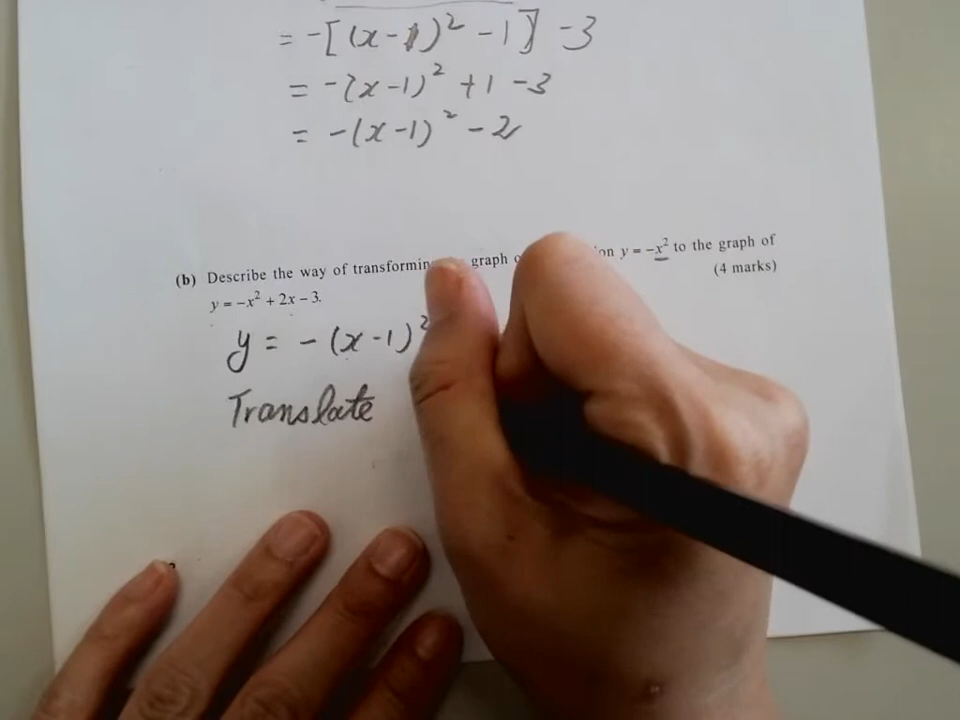 = -[(x-1)² -1] -3
= -(x-1)² +1 -3
= -(x-1)² -2
(b) Describe the way of transforming graph on y = -x² to the graph of
y = -x² + 2x - 3. (4 marks)
y = -(x-1)²
Translate